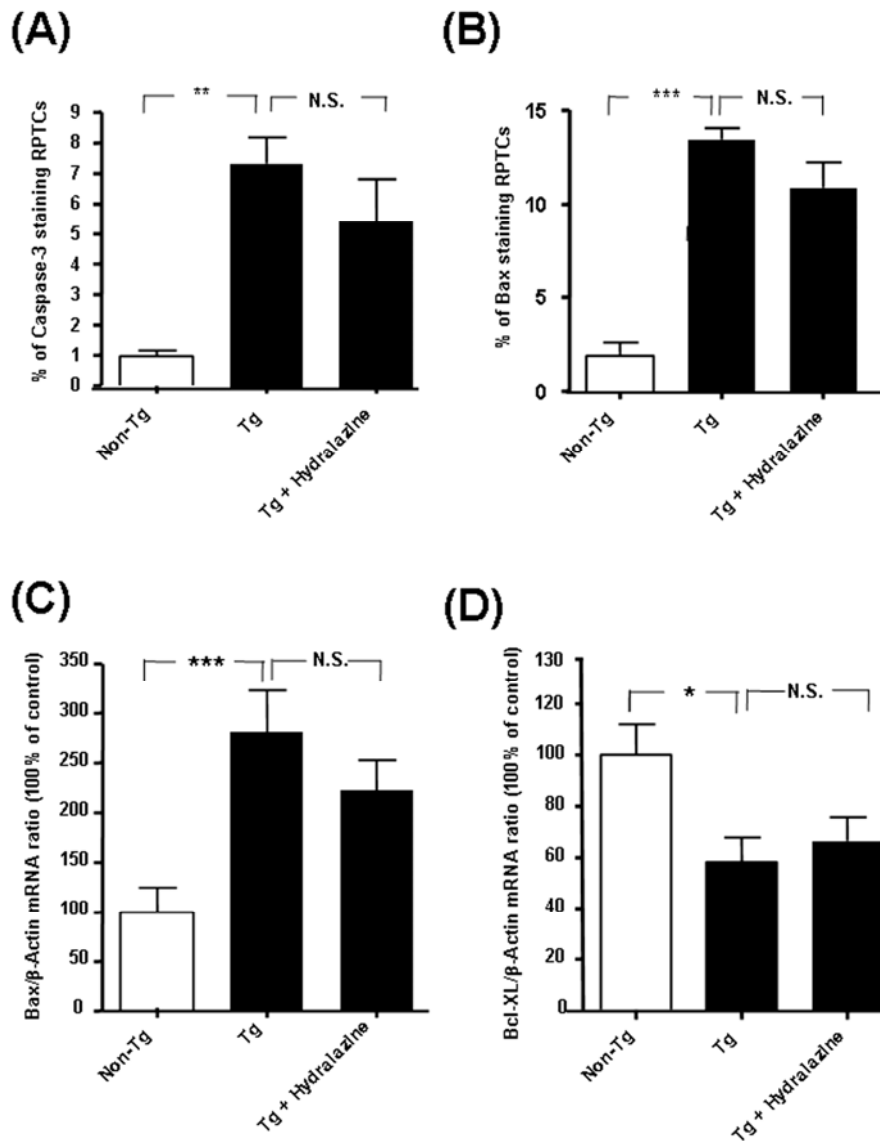 (A)
% of Caspase-3 staining RPTCs
9
8
7
6
5
4
3
2
1
0
**
N.S.
Non-Tg
Tg
Tg + Hydralazine
(B)
% of Bax staining RPTCs
15
10
5
0
***
N.S.
Non-Tg
Tg
Tg + Hydralazine
(C)
Bax/β-Actin mRNA ratio (100% of control)
350
300
250
200
150
100
50
0
***
N.S.
Non-Tg
Tg
Tg + Hydralazine
(D)
Bcl-XL/β-Actin mRNA ratio (100% of control)
130
120
100
80
60
40
20
0
*
N.S.
Non-Tg
Tg
Tg + Hydralazine